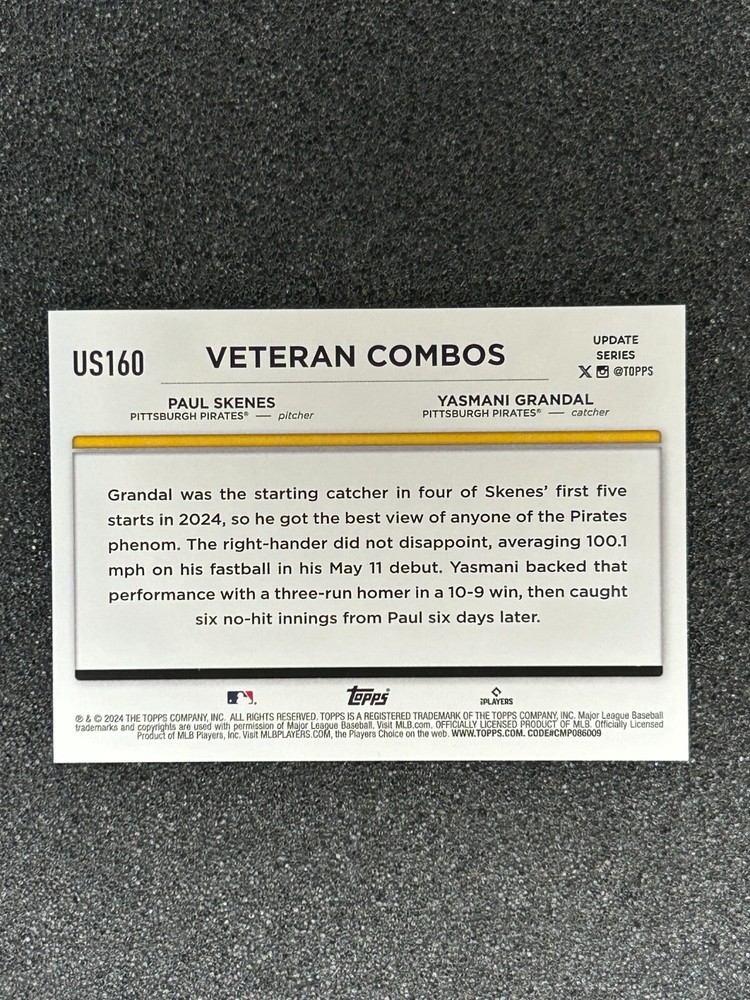 US160
VETERAN COMBOS
UPDATE
SERIES
@TOPPS
PAUL SKENES
PITTSBURGH PIRATES® — pitcher
YASMANI GRANDAL
PITTSBURGH PIRATES® — catcher
Grandal was the starting catcher in four of Skenes' first five
starts in 2024, so he got the best view of anyone of the Pirates
phenom. The right-hander did not disappoint, averaging 100.1
mph on his fastball in his May 11 debut. Yasmani backed that
performance with a three-run homer in a 10-9 win, then caught
six no-hit innings from Paul six days later.
Topps®
PLAYERS
® & © 2024 THE TOPPS COMPANY, INC. ALL RIGHTS RESERVED. TOPPS IS A REGISTERED TRADEMARK OF THE TOPPS COMPANY, INC. Major League Baseball
trademarks and copyrights are used with permission of Major League Baseball. Visit MLB.com. OFFICIALLY LICENSED PRODUCT OF MLB. Officially Licensed
Product of MLB Players, Inc. Visit MLBPLAYERS.COM, the Players Choice on the web. WWW.TOPPS.COM. CODE#CMP086009